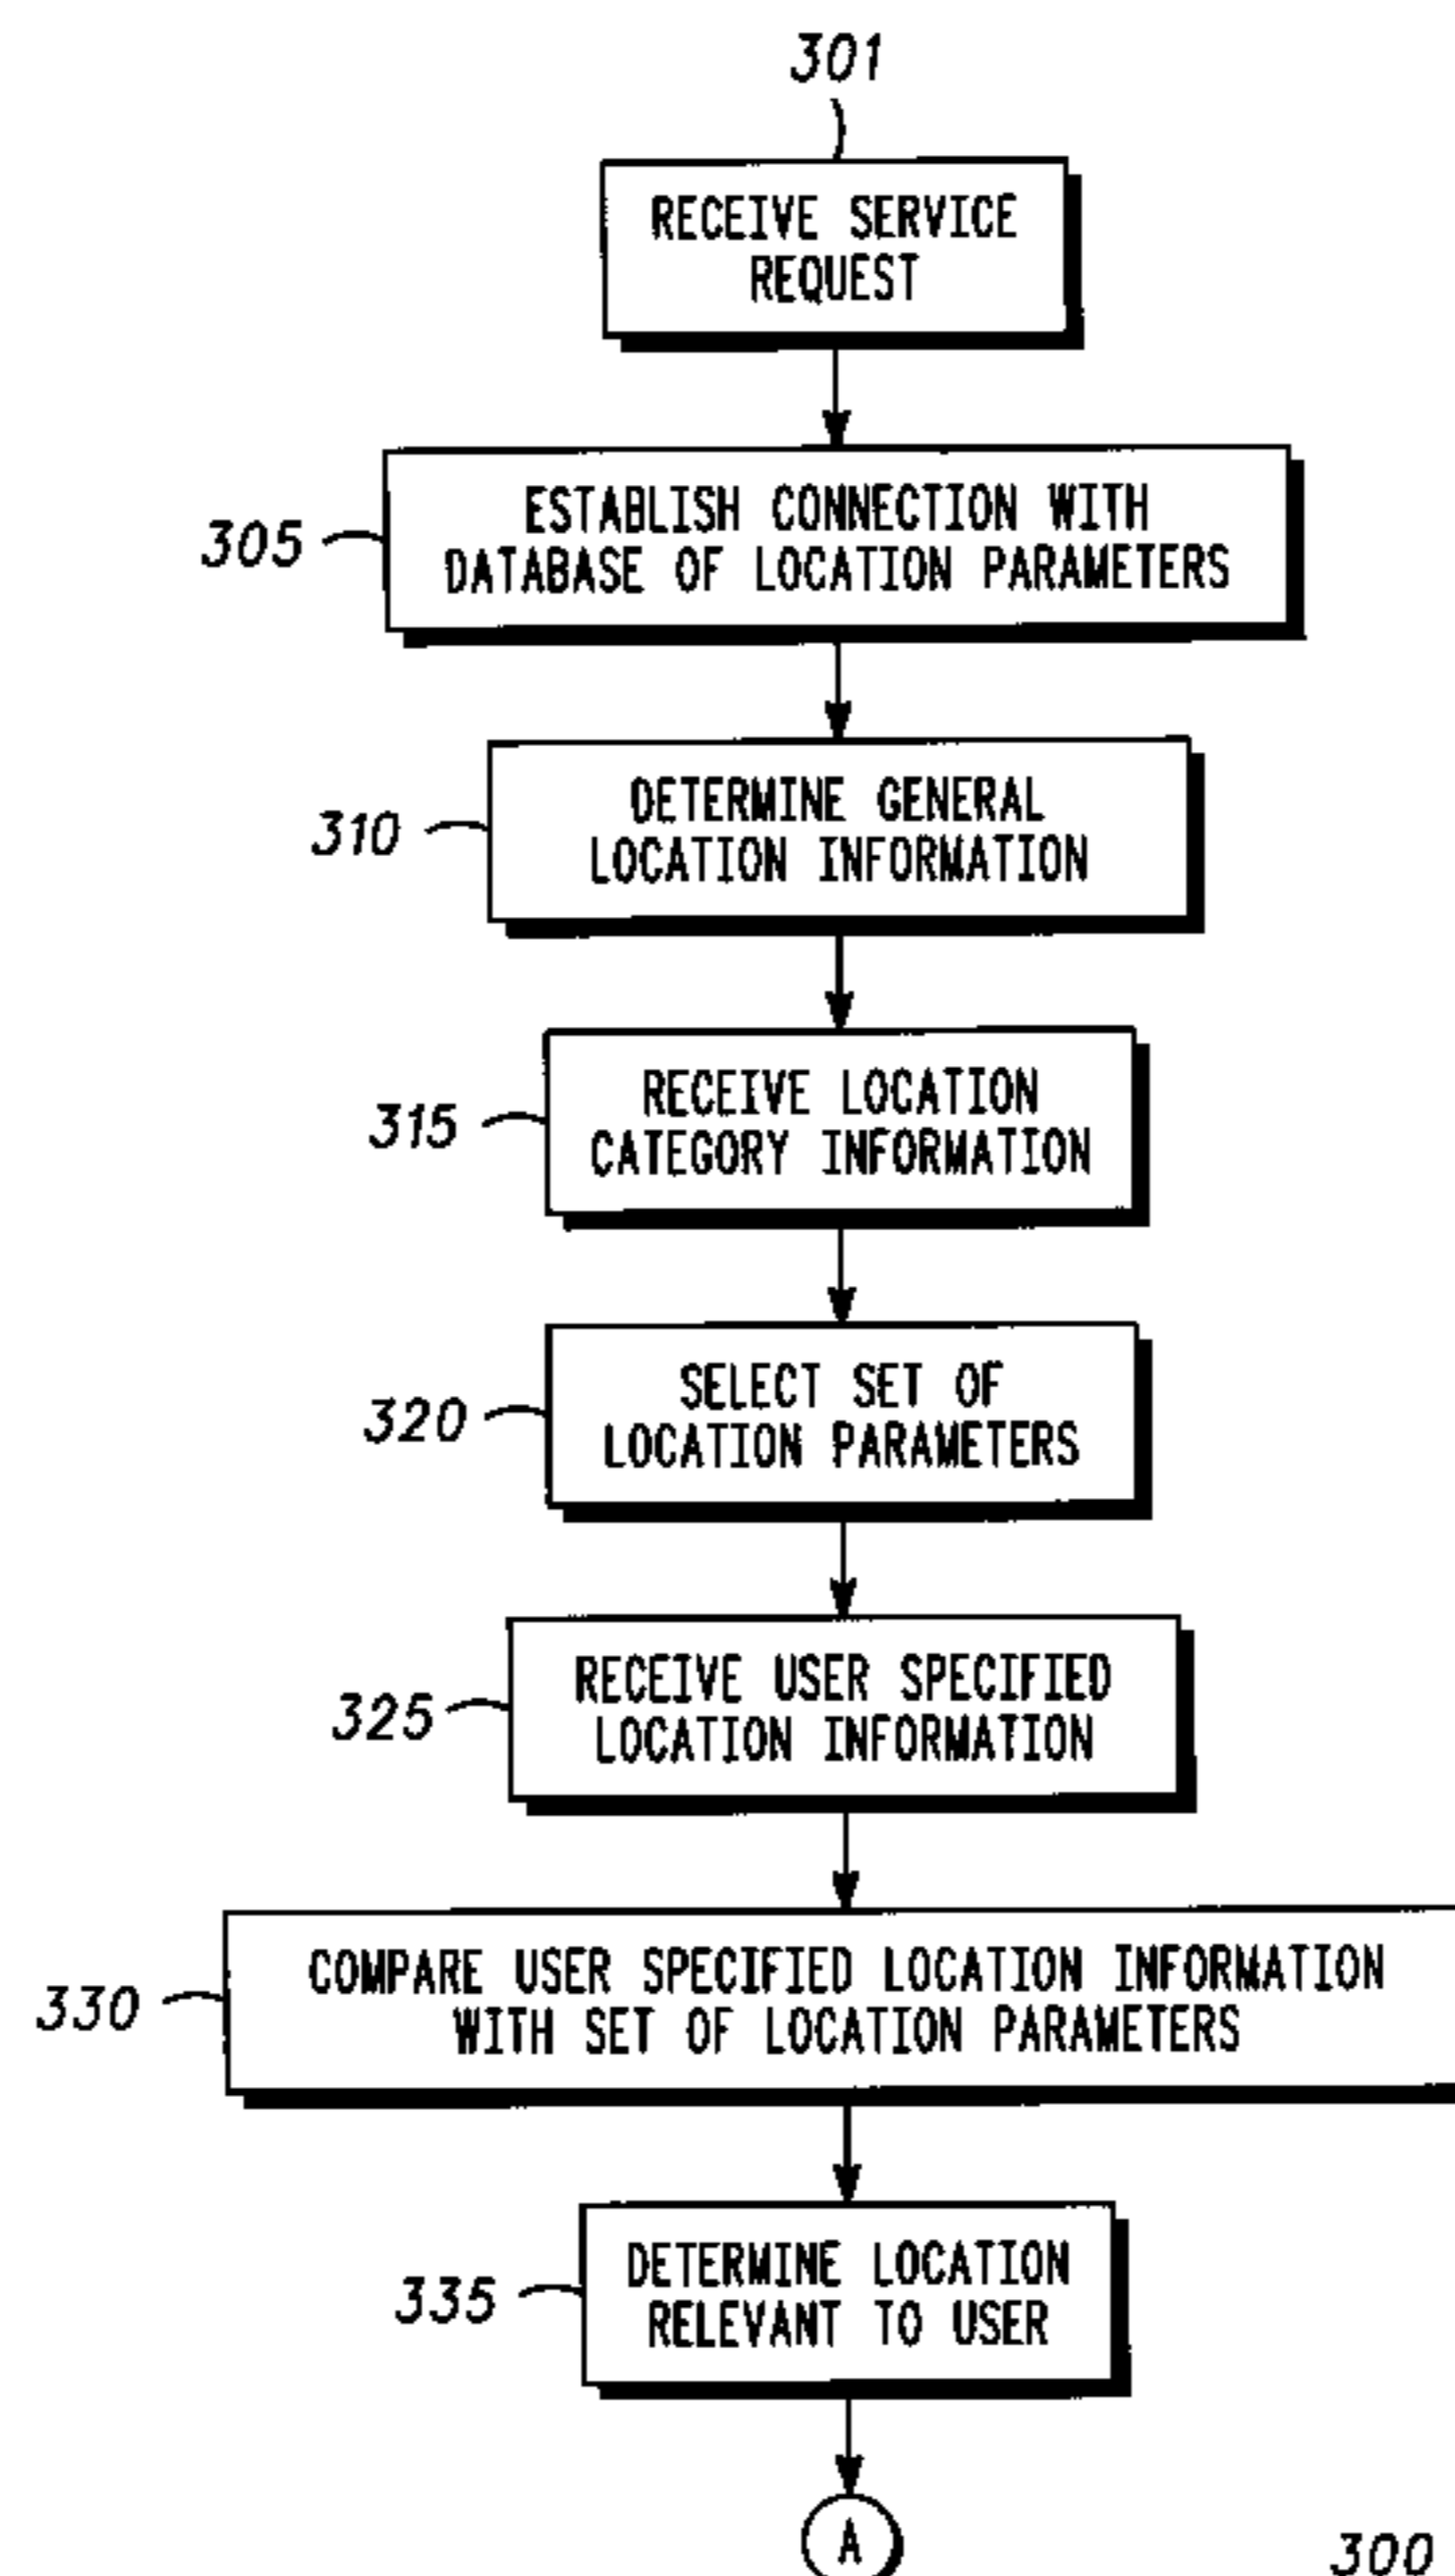 301
RECEIVE SERVICE
REQUEST
305
ESTABLISH CONNECTION WITH
DATABASE OF LOCATION PARAMETERS
310
DETERMINE GENERAL
LOCATION INFORMATION
315
RECEIVE LOCATION
CATEGORY INFORMATION
320
SELECT SET OF
LOCATION PARAMETERS
325
RECEIVE USER SPECIFIED
LOCATION INFORMATION
330
COMPARE USER SPECIFIED LOCATION INFORMATION
WITH SET OF LOCATION PARAMETERS
335
DETERMINE LOCATION
RELEVANT TO USER
A
300